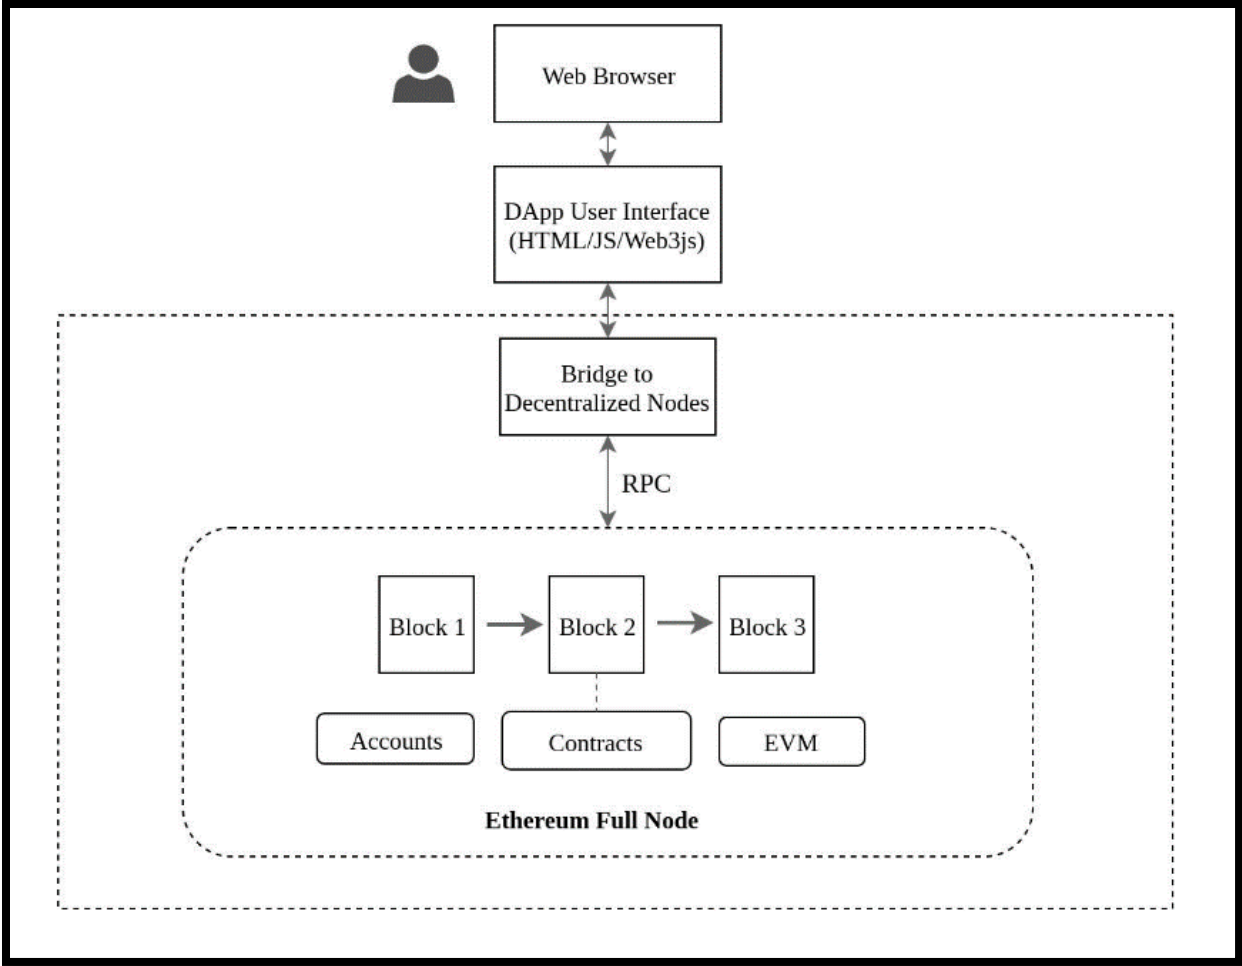 Web Browser
DApp User Interface
(HTML/JS/Web3js)
Bridge to
Decentralized Nodes
RPC
Block 1
Block 2
Block 3
Accounts
Contracts
EVM
Ethereum Full Node